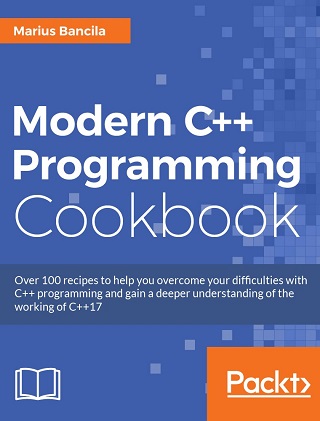 Marius Bancila
Modern C++
Programming
Cookbook
Over 100 recipes to help you overcome your difficulties with
C++ programming and gain a deeper understanding of the
working of C++17
Packt>